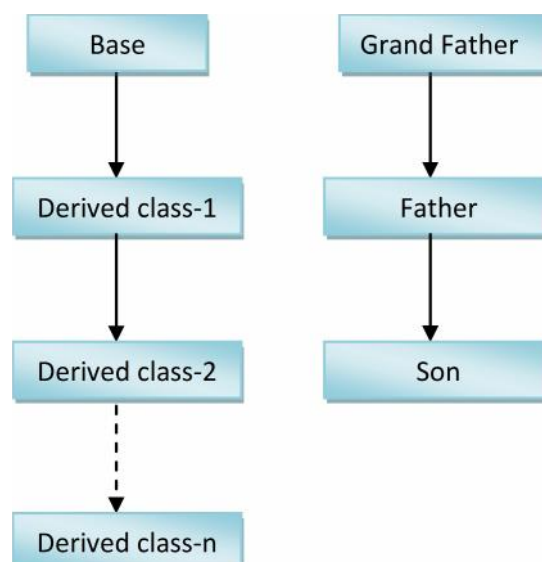 Base
Derived class-1
Derived class-2
Derived class-n
Grand Father
Father
Son